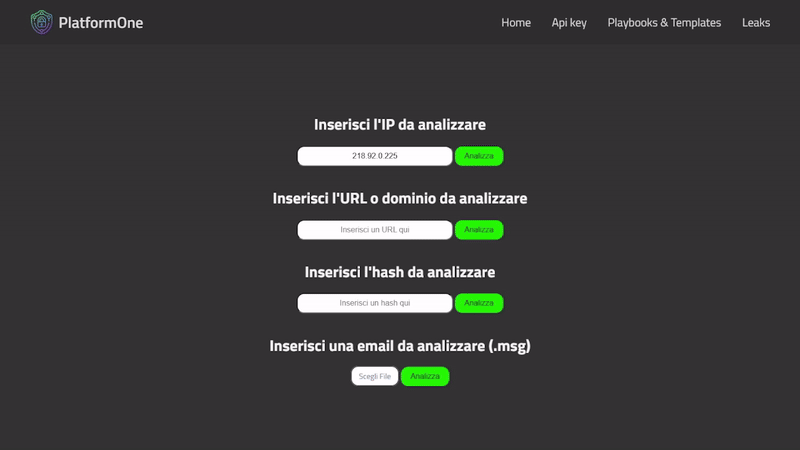 PlatformOne
Home Api key Playbooks & Templates Leaks
Inserisci l'IP da analizzare
218.92.0.225 Analizza
Inserisci l'URL o dominio da analizzare
Inserisci un URL qui Analizza
Inserisci l'hash da analizzare
Inserisci un hash qui Analizza
Inserisci una email da analizzare (.msg)
Scegli File Analizza